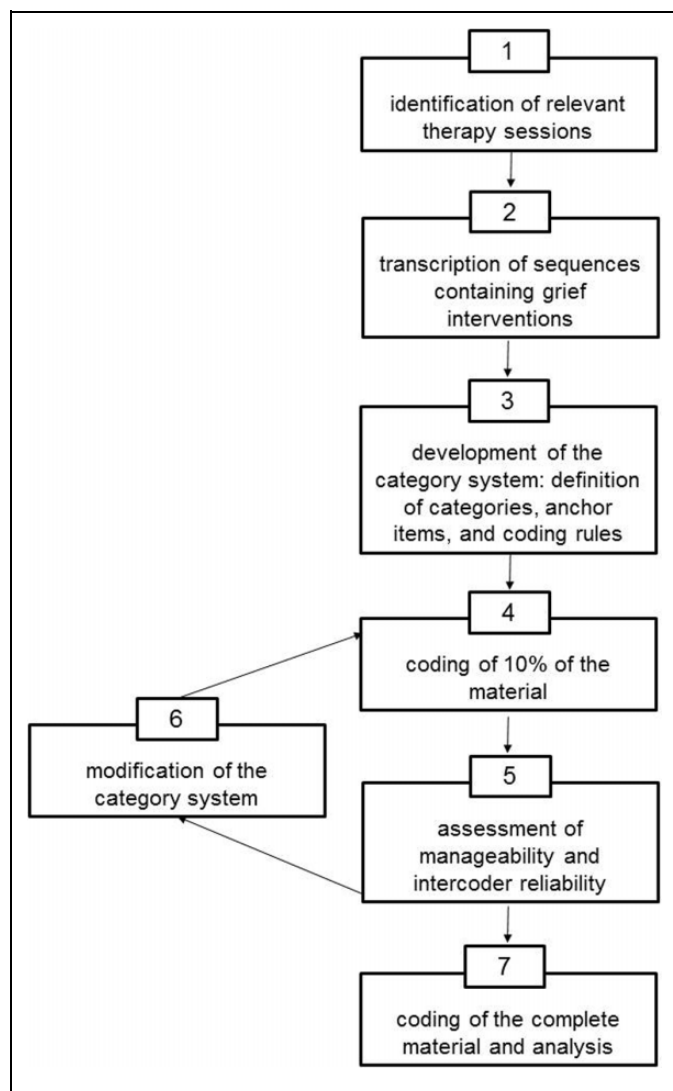 1
identification of relevant
therapy sessions
2
transcription of sequences
containing grief
interventions
3
development of the
category system: definition
of categories, anchor
items, and coding rules
4
coding of 10% of the
material
6
modification of the
category system
5
assessment of
manageability and
intercoder reliability
7
coding of the complete
material and analysis